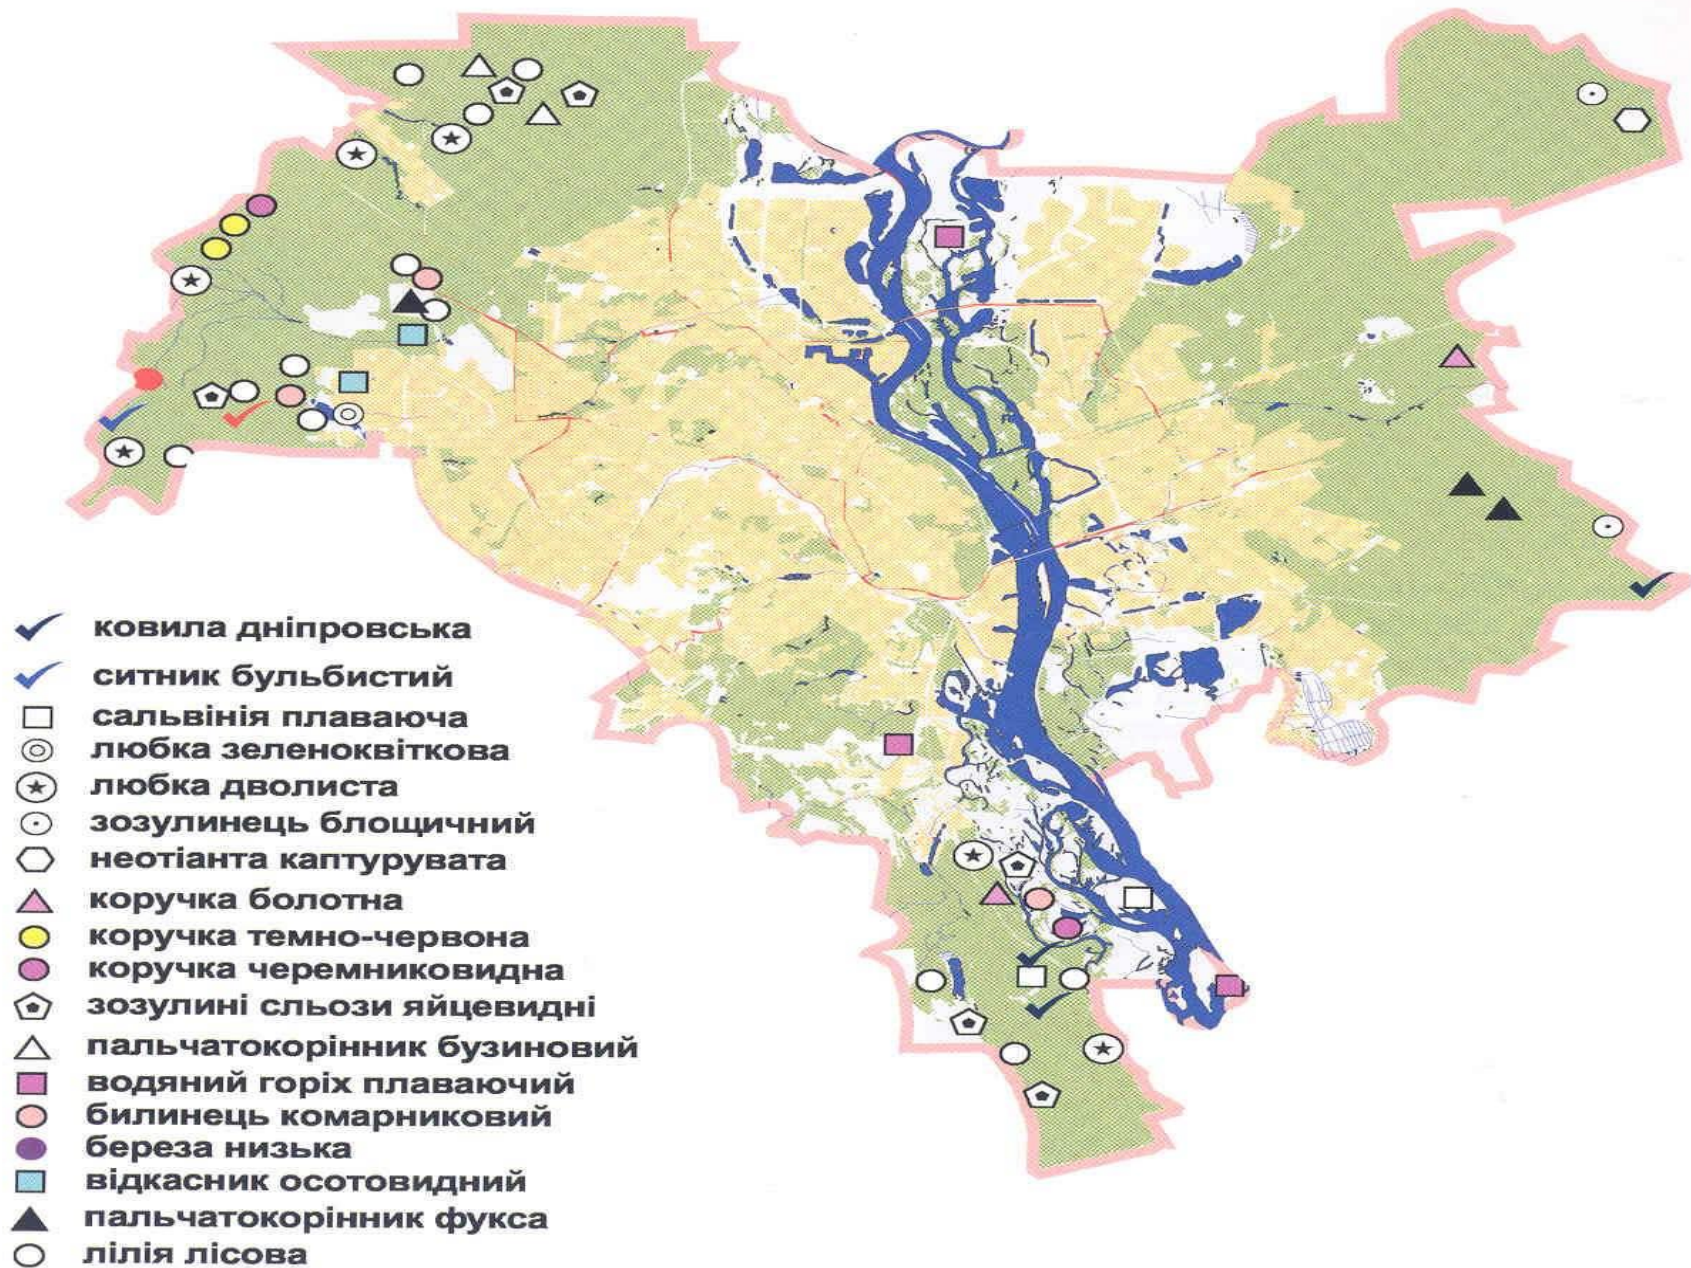 ковила дніпровська
ситник бульбистий
сальвінія плаваюча
любка зеленоквіткова
любка дволиста
зозулинець блощичний
неотіанта каптурувата
коручка болотна
коручка темно-червона
коручка черемниковидна
зозулині сльози яйцевидні
пальчатокорінник бузиновий
водяний горіх плаваючий
билинець комарниковий
береза низька
відкасник осотовидний
пальчатокорінник фукса
лілія лісова